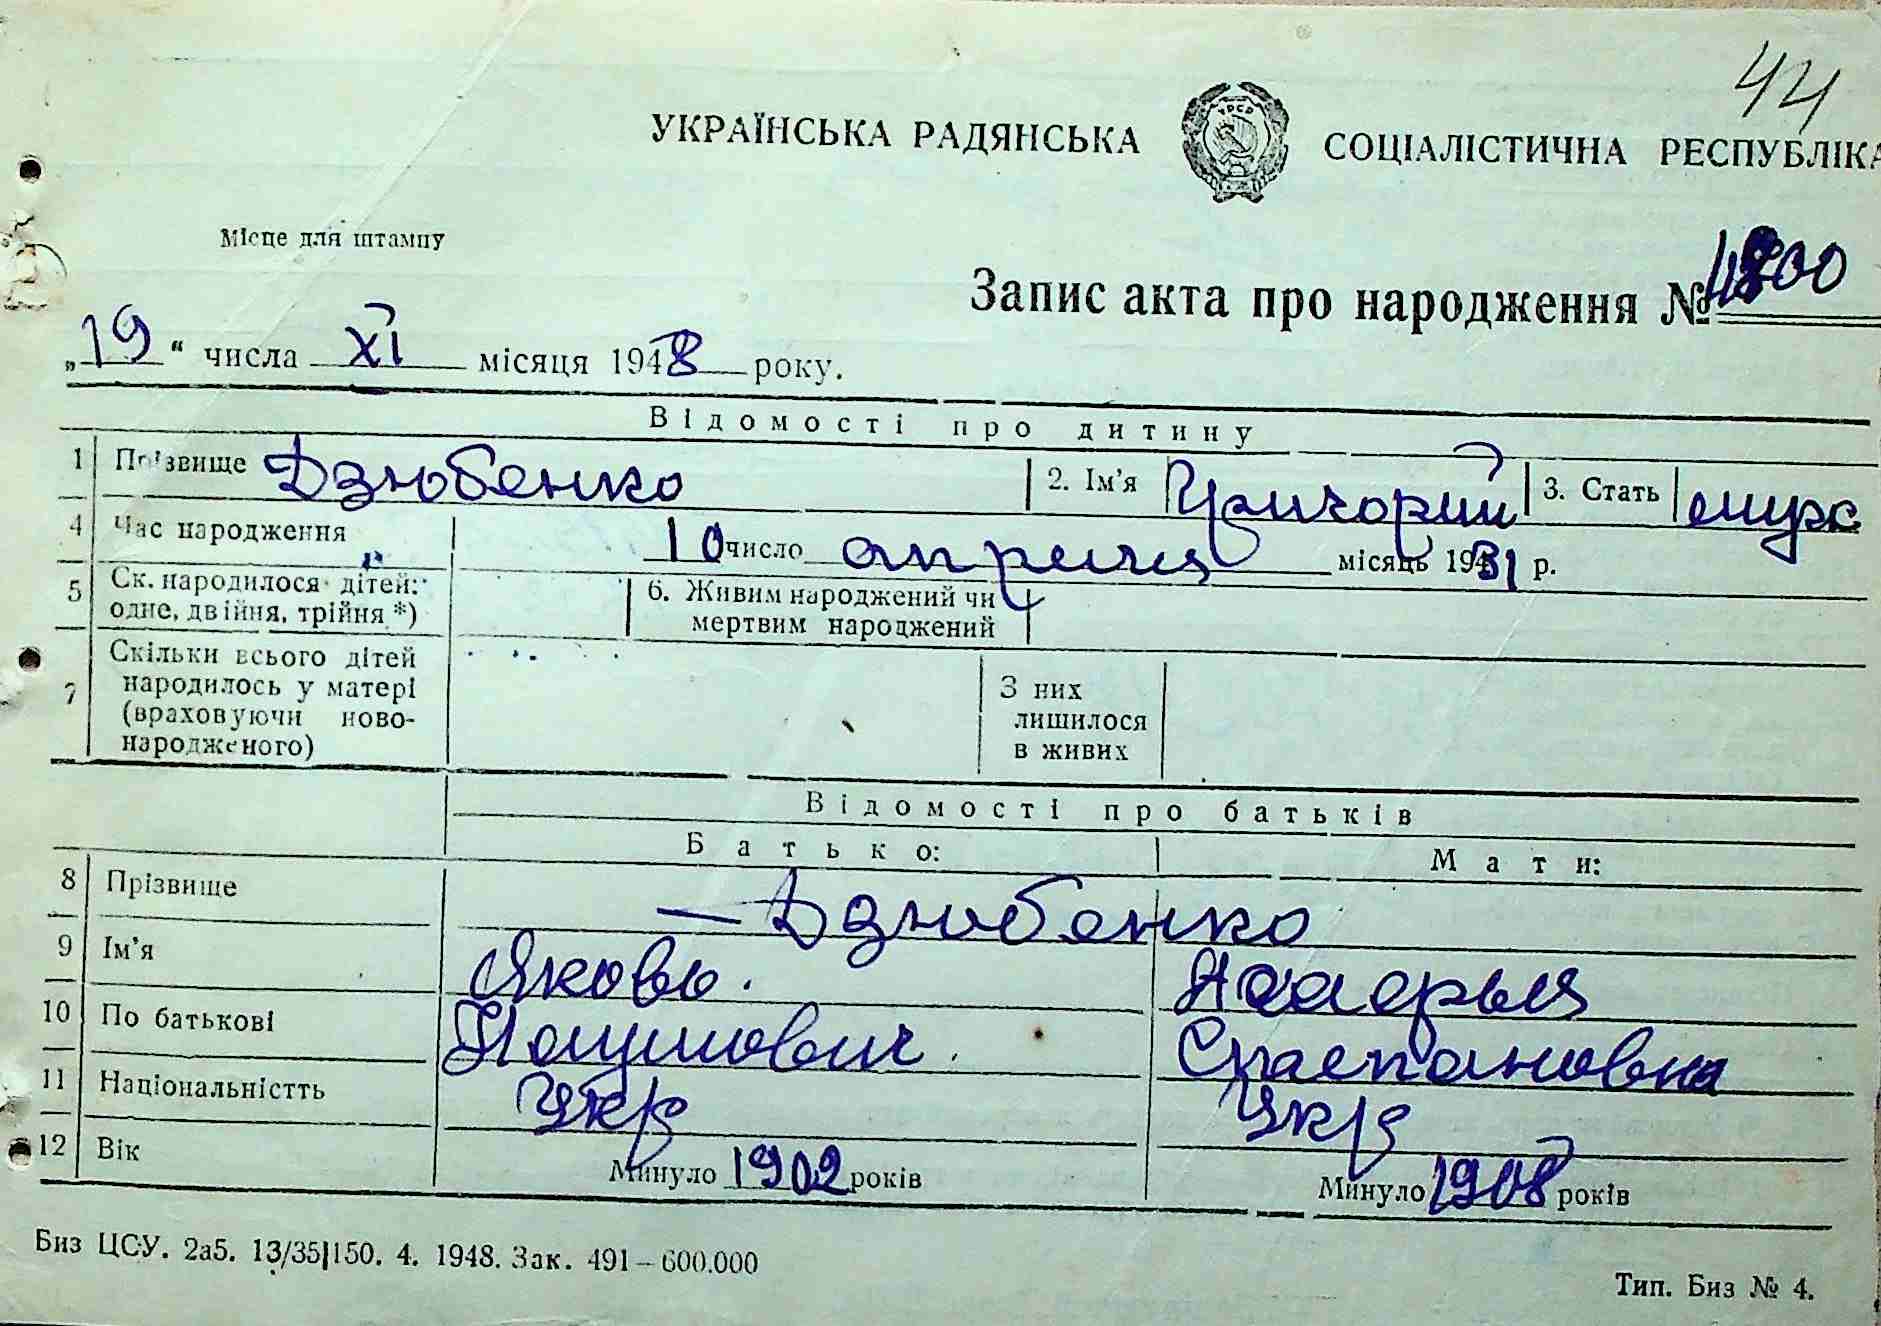 44
УКРАЇНСЬКА РАДЯНСЬКА СОЦІАЛІСТИЧНА РЕСПУБЛІКА
УРСР
Місце для штампу
Запис акта про народження №
„19“ числа XI місяця 1948 року.
Відомості про дитину
1 Прізвище Дзюбенко 2. Ім'я Григорий 3. Стать муж
4 Час народження 10 число апреля місяць 1931 р.
5 Ск. народилося дітей: 6. Живим народжений чи
одне, двійня, трійня *) мертвим народжений
7 Скільки всього дітей
народилось у матері
(враховуючи ново-
народженого)
З них
лишилося
в живих
Відомості про батьків
Батько: Мати:
8 Прізвище — Дзюбенко
9 Ім'я Яковь.
10 По батькові Степановна
11 Національністть Укр Укр
12 Вік Минуло 1902 років Минуло 1908 років
Биз ЦСУ. 2а5. 13/35|150. 4. 1948. Зак. 491—600.000
Тип. Биз № 4.